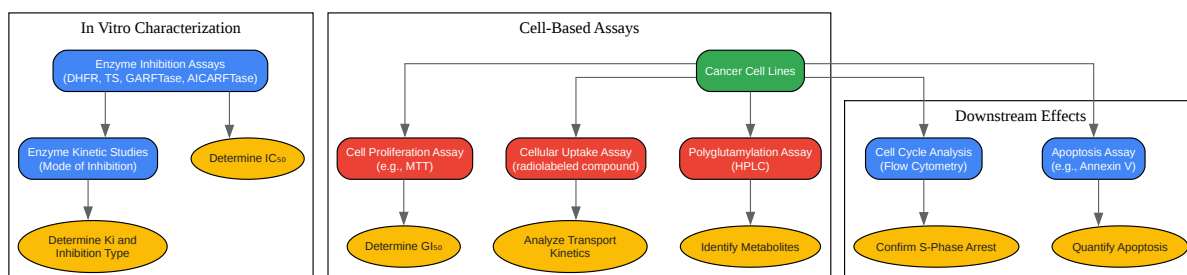 In Vitro Characterization
Enzyme Inhibition Assays
(DHFR, TS, GARFTase, AICARFTase)
Enzyme Kinetic Studies
(Mode of Inhibition)
Determine IC₅₀
Determine Ki and
Inhibition Type
Cell-Based Assays
Cancer Cell Lines
Cell Proliferation Assay
(e.g., MTT)
Cellular Uptake Assay
(radiolabeled compound)
Polyglutamylation Assay
(HPLC)
Determine GI₅₀
Analyze Transport
Kinetics
Identify Metabolites
Downstream Effects
Cell Cycle Analysis
(Flow Cytometry)
Apoptosis Assay
(e.g., Annexin V)
Confirm S-Phase Arrest
Quantify Apoptosis